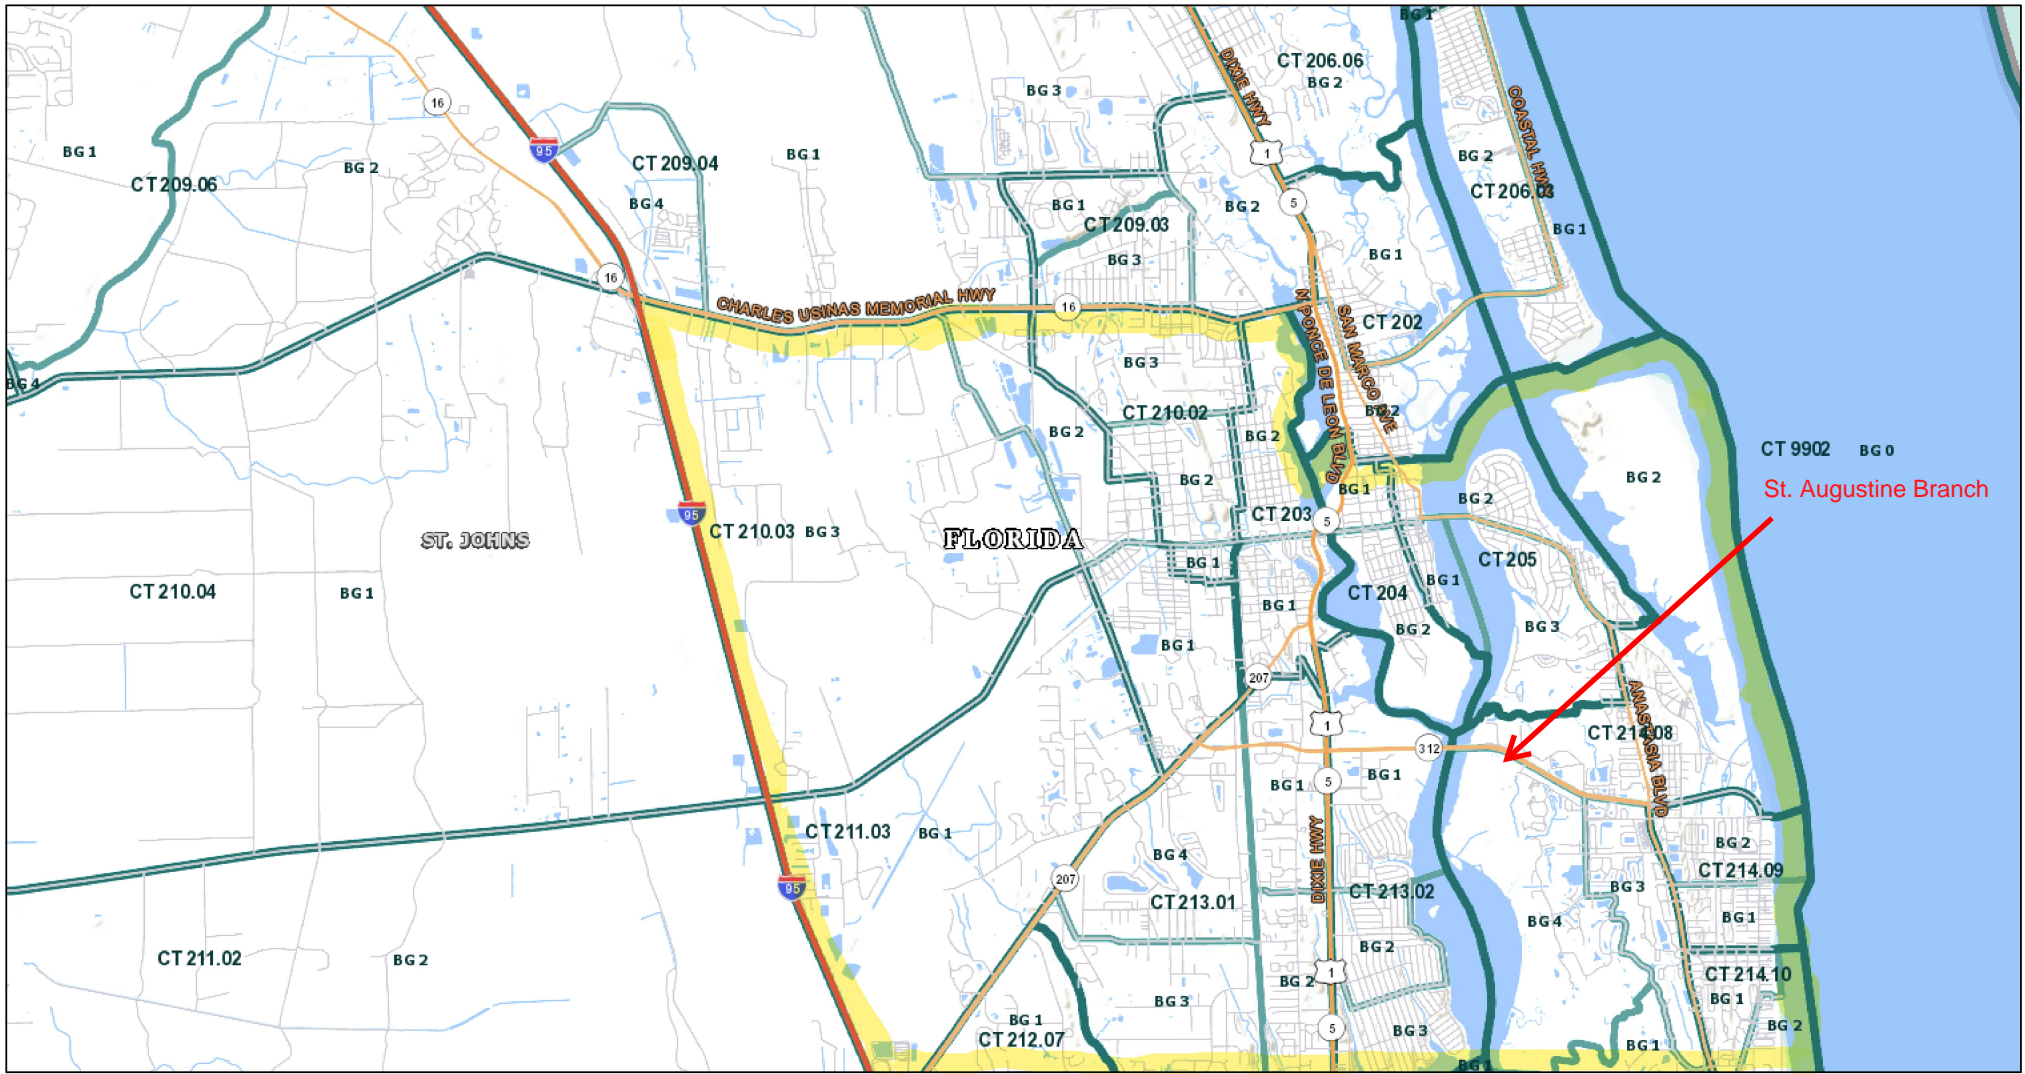 BG 1
CT 206.06
BG 2
DIXIE HWY
COASTAL HWY
BG 3
16
95
BG 1
BG 2
CT 209.06
CT 209.04
BG 4
BG 1
1
BG 2
CT 206.03
BG 1
5
BG 1
CT 209.03
BG 2
BG 3
BG 1
16
CHARLES USINAS MEMORIAL HWY
16
N PONCE DE LEON BLVD
SAN MARCO AVE
CT 202
BG 4
BG 3
CT 210.02
BG 2
BG 2
BG 2
BG 2
BG 1
BG 2
BG 2
CT 9902 BG 0
St. Augustine Branch
95
CT 210.03 BG 3
ST. JOHNS
FLORIDA
CT 203
5
CT 205
BG 1
BG 1
CT 204
CT 210.04
BG 1
BG 1
BG 2
BG 3
BG 1
207
ANASTASIA BLVD
1
312
CT 214.08
BG 1
BG 1
5
CT 211.03 BG 1
DIXIE HWY
BG 2
BG 4
207
95
CT 213.01
CT 213.02
BG 3
CT 214.09
BG 4
BG 1
CT 211.02
BG 2
BG 2
BG 2
1
CT 214.10
BG 1
BG 3
BG 1
CT 212.07
5
BG 3
BG 2
BG 1
BG 1